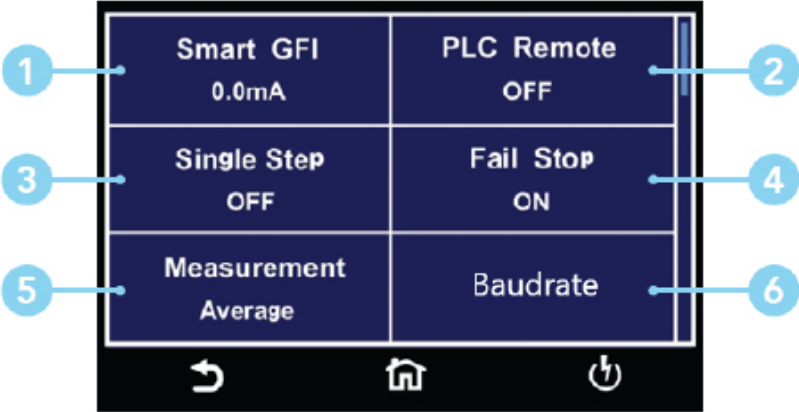 1
Smart GFI
0.0mA
PLC Remote
OFF
2
3
Single Step
OFF
Fail Stop
ON
4
5
Measurement
Average
Baudrate
6